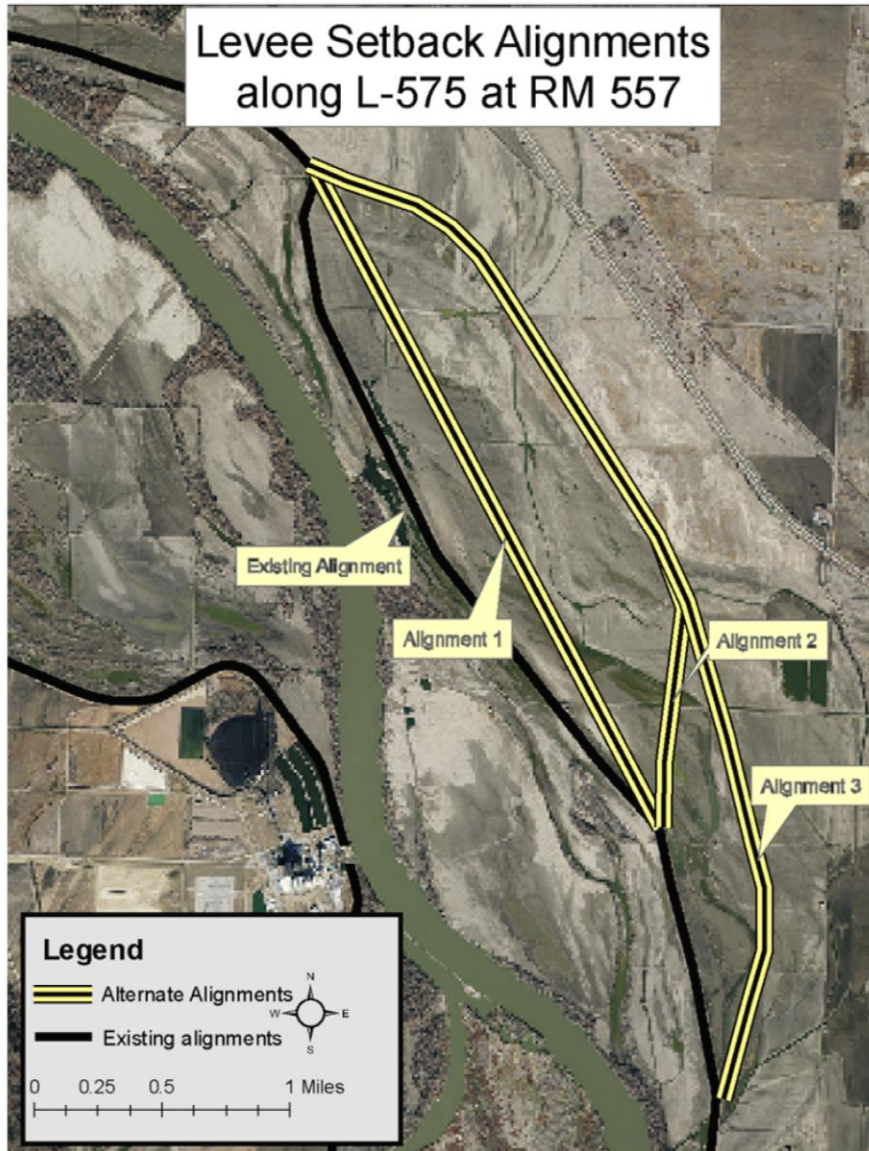 Levee Setback Alignments
along L-575 at RM 557
Existing Alignment
Alignment 1
Alignment 2
Alignment 3
Legend
Alternate Alignments
Existing alignments
N
W E
S
0 0.25 0.5 1 Miles